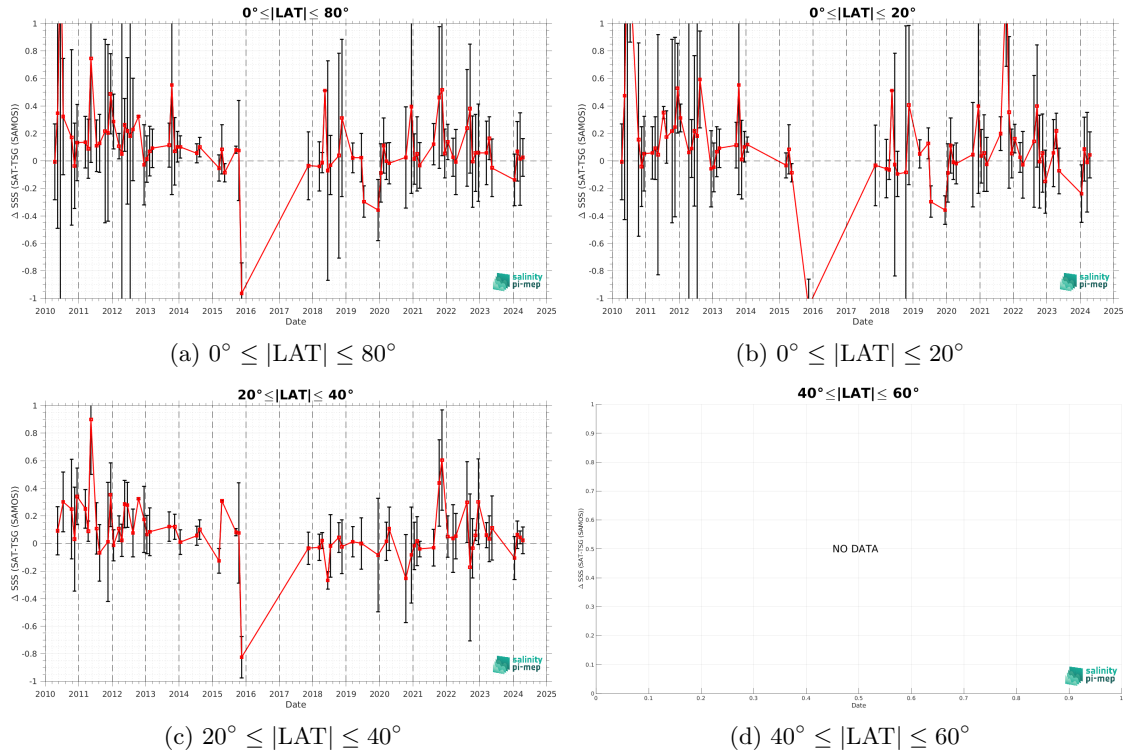 0°≤|LAT|≤ 80°
Δ SSS (SAT-TSG (SAMOS))
1
0.8
0.6
0.4
0.2
0
-0.2
-0.4
-0.6
-0.8
-1
2010 2011 2012 2013 2014 2015 2016 2017 2018 2019 2020 2021 2022 2023 2024 2025
Date
salinity
pi-mep
(a) 0° ≤ |LAT| ≤ 80°
0°≤|LAT|≤ 20°
Δ SSS (SAT-TSG (SAMOS))
1
0.8
0.6
0.4
0.2
0
-0.2
-0.4
-0.6
-0.8
-1
2010 2011 2012 2013 2014 2015 2016 2017 2018 2019 2020 2021 2022 2023 2024 2025
Date
salinity
pi-mep
(b) 0° ≤ |LAT| ≤ 20°
20°≤|LAT|≤ 40°
Δ SSS (SAT-TSG (SAMOS))
1
0.8
0.6
0.4
0.2
0
-0.2
-0.4
-0.6
-0.8
-1
2010 2011 2012 2013 2014 2015 2016 2017 2018 2019 2020 2021 2022 2023 2024 2025
Date
salinity
pi-mep
(c) 20° ≤ |LAT| ≤ 40°
40°≤|LAT|≤ 60°
Δ SSS (SAT-TSG (SAMOS))
1
0.9
0.8
0.7
0.6
0.5
0.4
0.3
0.2
0.1
0
NO DATA
0 0.1 0.2 0.3 0.4 0.5 0.6 0.7 0.8 0.9 1
Date
salinity
pi-mep
(d) 40° ≤ |LAT| ≤ 60°